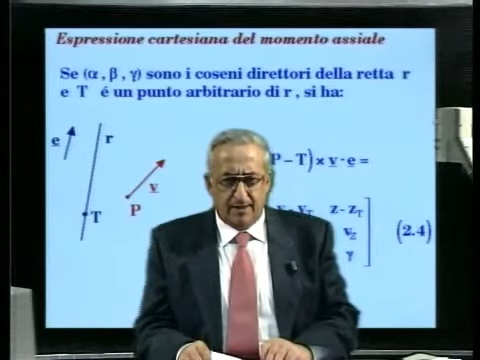 Espressione cartesiana del momento assiale
Se (α, β, γ) sono i coseni direttori della retta r
e T é un punto arbitrario di r, si ha:
e r
v
P
T
P – T) × v · e =
z - z_T
v_z (2.4)
γ